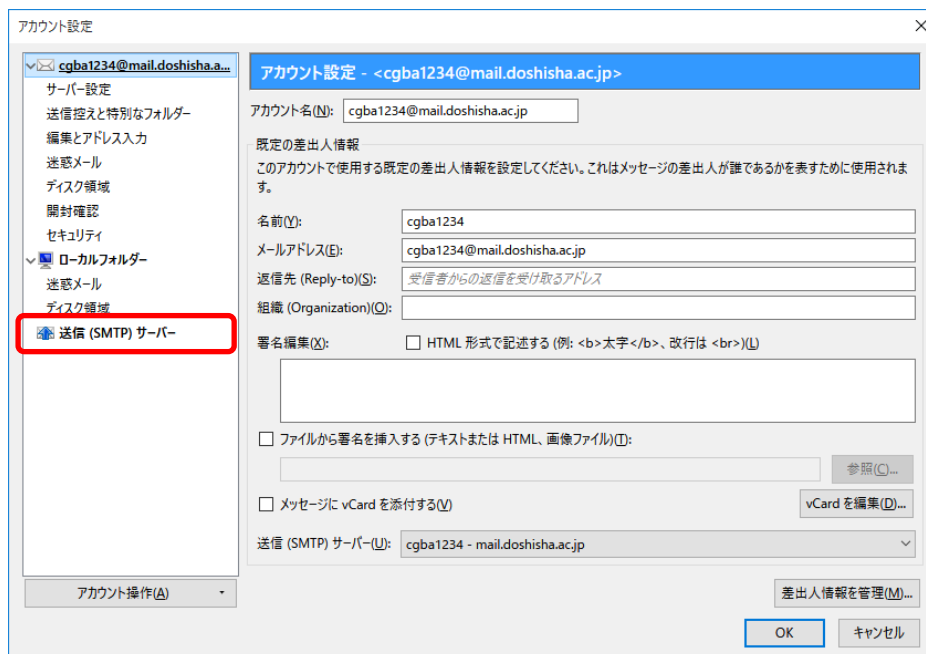 アカウント設定
cgba1234@mail.doshisha.a...
サーバー設定
送信控えと特別なフォルダー
編集とアドレス入力
迷惑メール
ディスク領域
開封確認
セキュリティ
ローカルフォルダー
迷惑メール
ディスク領域
送信 (SMTP) サーバー
アカウント操作(A)
アカウント設定 - <cgba1234@mail.doshisha.ac.jp>
アカウント名(N): cgba1234@mail.doshisha.ac.jp
既定の差出人情報
このアカウントで使用する既定の差出人情報を設定してください。これはメッセージの差出人が誰であるかを表すために使用されま
す。
名前(Y): cgba1234
メールアドレス(E): cgba1234@mail.doshisha.ac.jp
返信先 (Reply-to)(S): 受信者からの返信を受け取るアドレス
組織 (Organization)(O):
署名編集(X): HTML 形式で記述する (例: <b>太字</b>、改行は <br>)(L)
ファイルから署名を挿入する (テキストまたは HTML、画像ファイル)(T):
参照(C)...
メッセージに vCard を添付する(V) vCard を編集(D)...
送信 (SMTP) サーバー(U): cgba1234 - mail.doshisha.ac.jp
差出人情報を管理(M)...
OK キャンセル